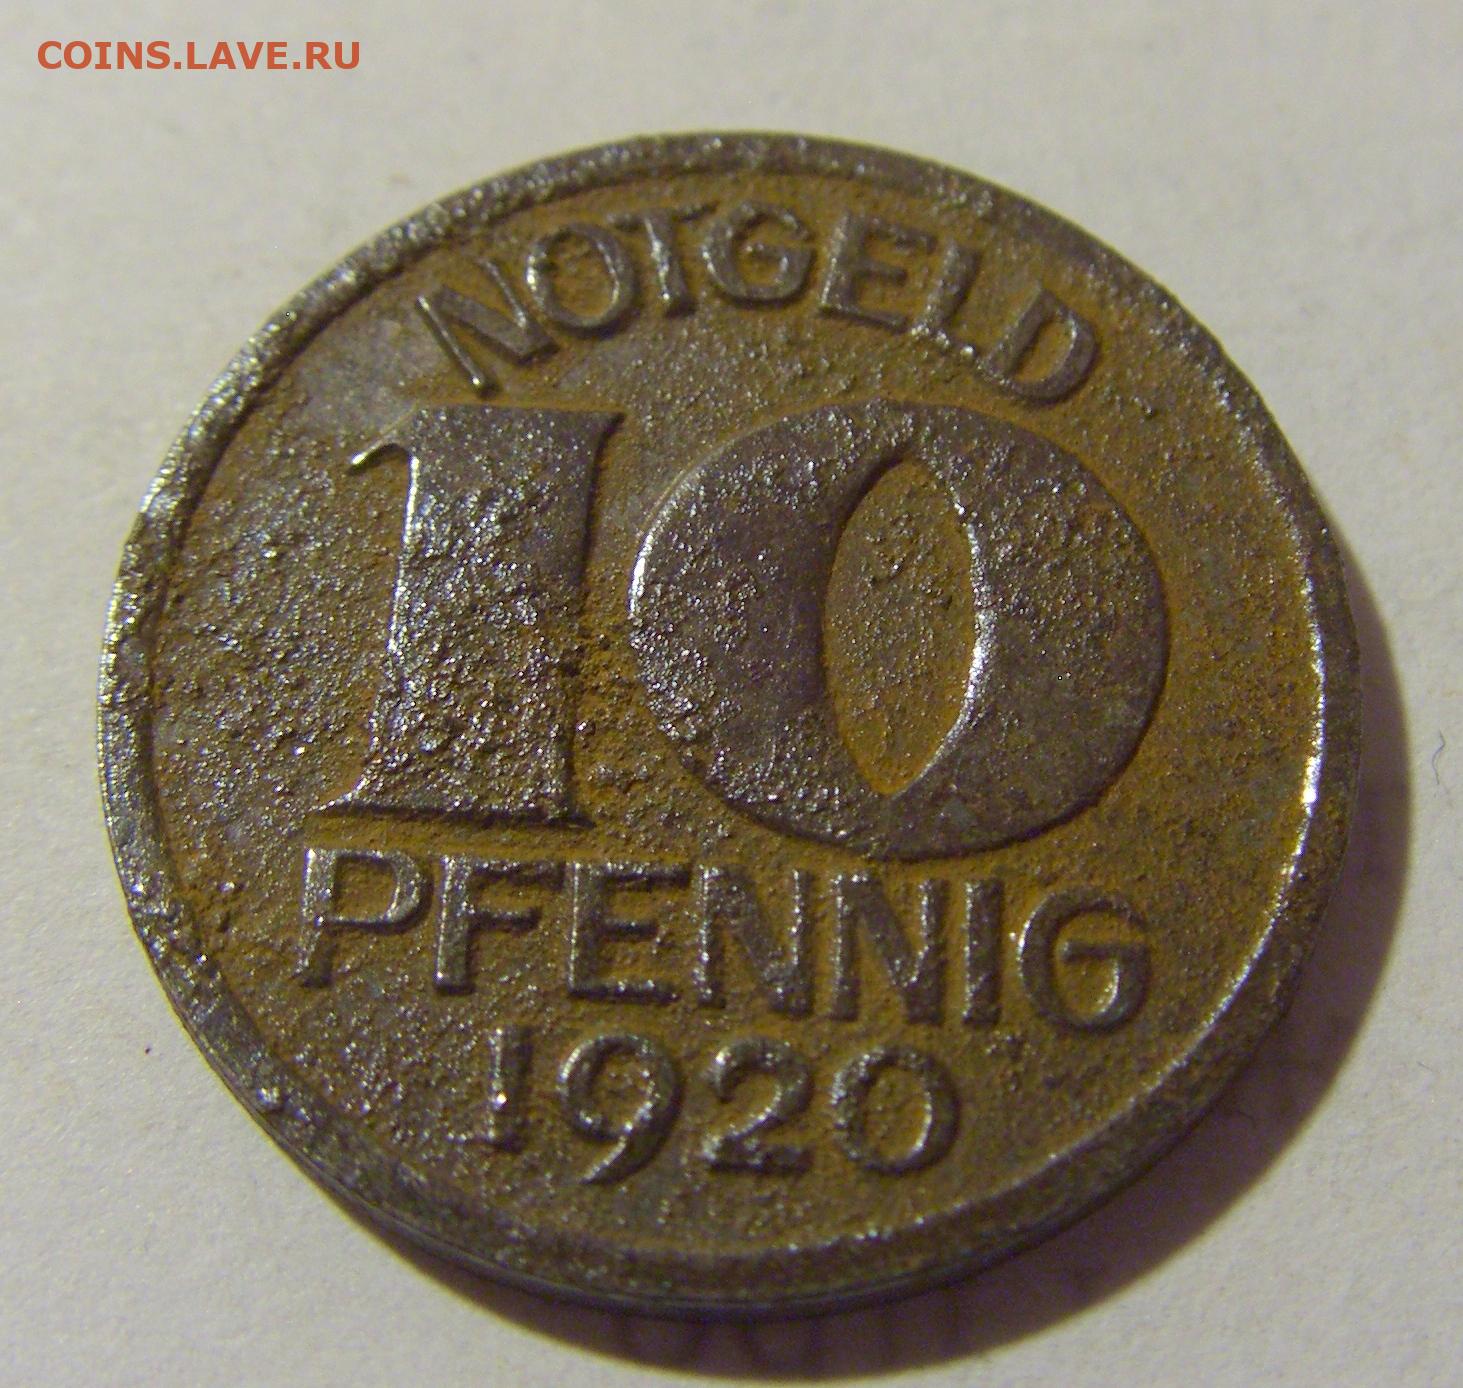 COINS.LAVE.RU
NOTGELD
10
PFENNIG
1920